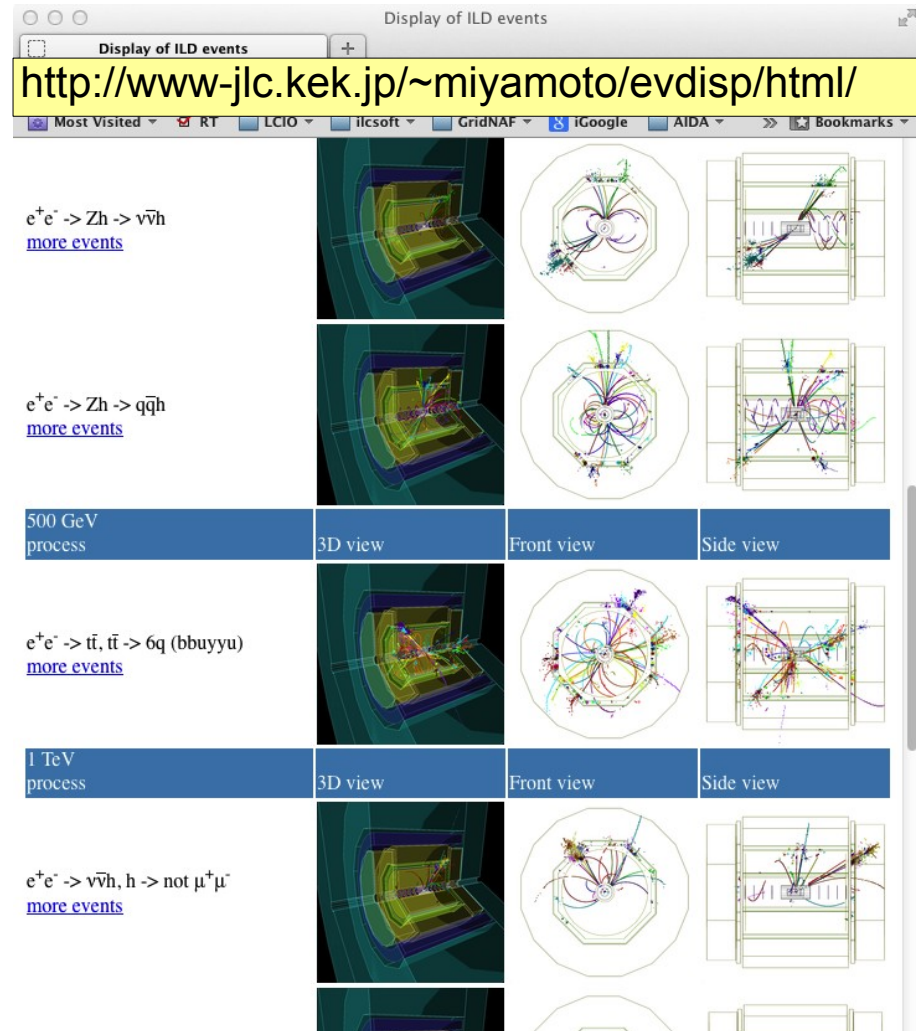 Display of ILD events
Display of ILD events
http://www-jlc.kek.jp/~miyamoto/evdisp/html/
Most Visited RT LCIO ilcsoft GridNAF iGoogle AIDA Bookmarks
e⁺e⁻ -> Zh -> νν̅h
more events
e⁺e⁻ -> Zh -> qq̅h
more events
500 GeV
process 3D view Front view Side view
e⁺e⁻ -> tt̅, tt̅ -> 6q (bbuyyu)
more events
1 TeV
process 3D view Front view Side view
e⁺e⁻ -> νν̅h, h -> not μ⁺μ⁻
more events